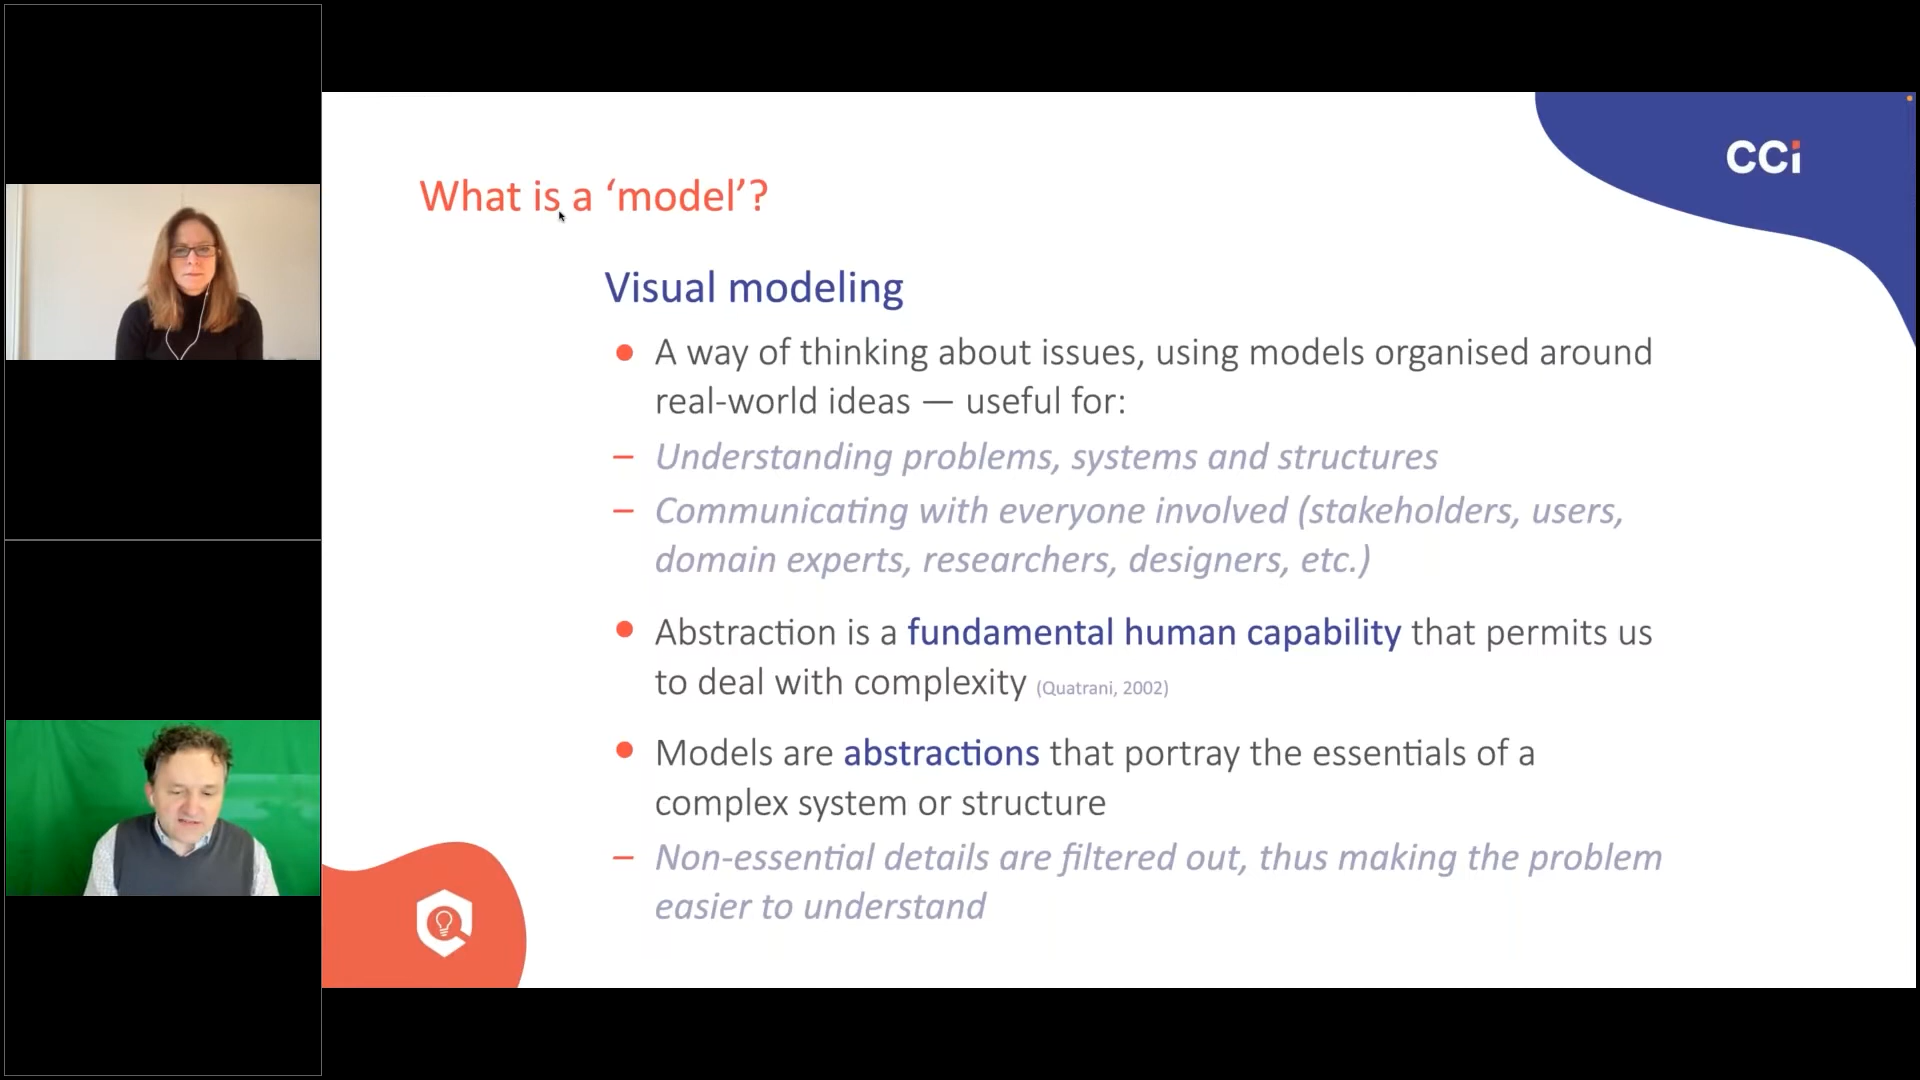 CCi
What is a ‘model’?
Visual modeling
● A way of thinking about issues, using models organised around
real-world ideas — useful for:
– Understanding problems, systems and structures
– Communicating with everyone involved (stakeholders, users,
domain experts, researchers, designers, etc.)
● Abstraction is a fundamental human capability that permits us
to deal with complexity (Quatrani, 2002)
● Models are abstractions that portray the essentials of a
complex system or structure
– Non-essential details are filtered out, thus making the problem
easier to understand